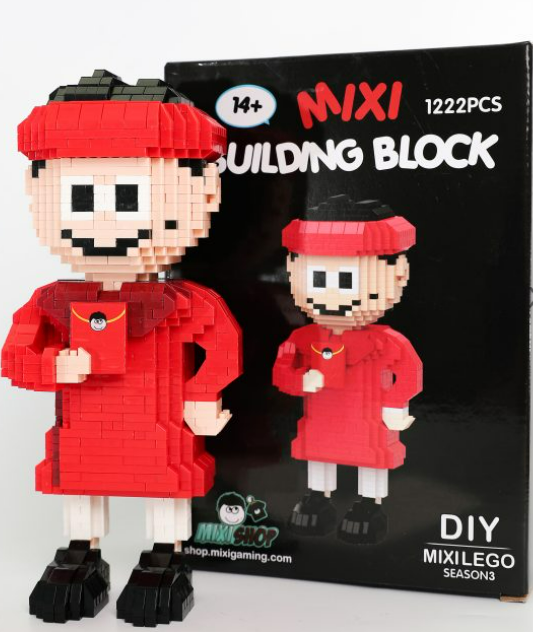 14+
MIXI
1222PCS
BUILDING BLOCK
MIXISHOP
shop.mixigaming.com
DIY
MIXILEGO
SEASON3